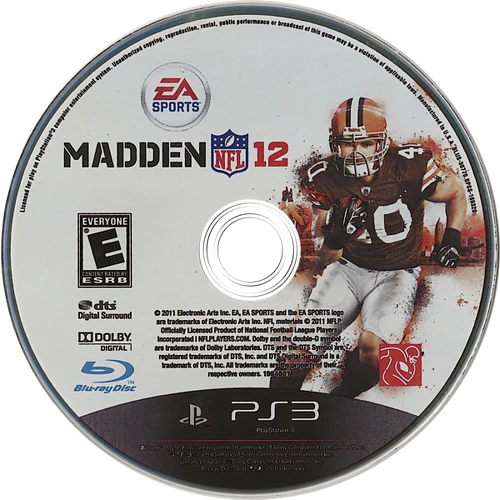 Unauthorized copying, reproduction, rental, public performance or broadcast of this game may be a violation of applicable laws. Manufactured in U.S.A.
Licensed for play on PlayStation®3 computer entertainment systems.
EA
SPORTS
MADDEN NFL 12
40
EVERYONE
E
CONTENT RATED BY
ESRB
dts
Digital Surround
DOLBY
DIGITAL
Blu-ray Disc™
© 2011 Electronic Arts Inc. EA, EA SPORTS and the EA SPORTS logo
are trademarks of Electronic Arts Inc. NFL materials © 2011 NFLP.
Officially Licensed Product of National Football League Players
Incorporated I NFLPLAYERS.COM. Dolby and the double-D symbol
are trademarks of Dolby Laboratories. DTS and the DTS Symbol are
registered trademarks of DTS, Inc. and DTS Digital Surround is a
trademark of DTS, Inc. All trademarks are the property of their
respective owners.
PS3
PlayStation 3